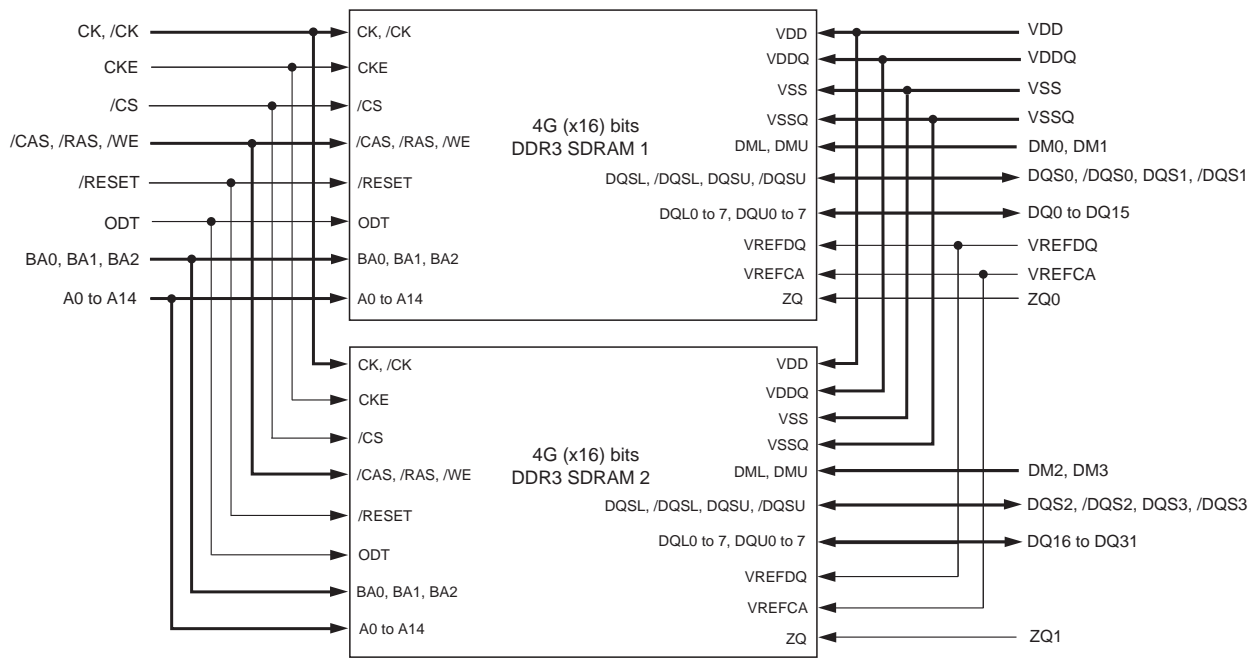 CK, /CK
CKE
/CS
/CAS, /RAS, /WE
/RESET
ODT
BA0, BA1, BA2
A0 to A14
CK, /CK
CKE
/CS
/CAS, /RAS, /WE
/RESET
ODT
BA0, BA1, BA2
A0 to A14
4G (x16) bits
DDR3 SDRAM 1
VDD
VDDQ
VSS
VSSQ
DML, DMU
DQSL, /DQSL, DQSU, /DQSU
DQL0 to 7, DQU0 to 7
VREFDQ
VREFCA
ZQ
VDD
VDDQ
VSS
VSSQ
DM0, DM1
DQS0, /DQS0, DQS1, /DQS1
DQ0 to DQ15
VREFDQ
VREFCA
ZQ0
CK, /CK
CKE
/CS
/CAS, /RAS, /WE
/RESET
ODT
BA0, BA1, BA2
A0 to A14
4G (x16) bits
DDR3 SDRAM 2
VDD
VDDQ
VSS
VSSQ
DML, DMU
DQSL, /DQSL, DQSU, /DQSU
DQL0 to 7, DQU0 to 7
VREFDQ
VREFCA
ZQ
DM2, DM3
DQS2, /DQS2, DQS3, /DQS3
DQ16 to DQ31
ZQ1